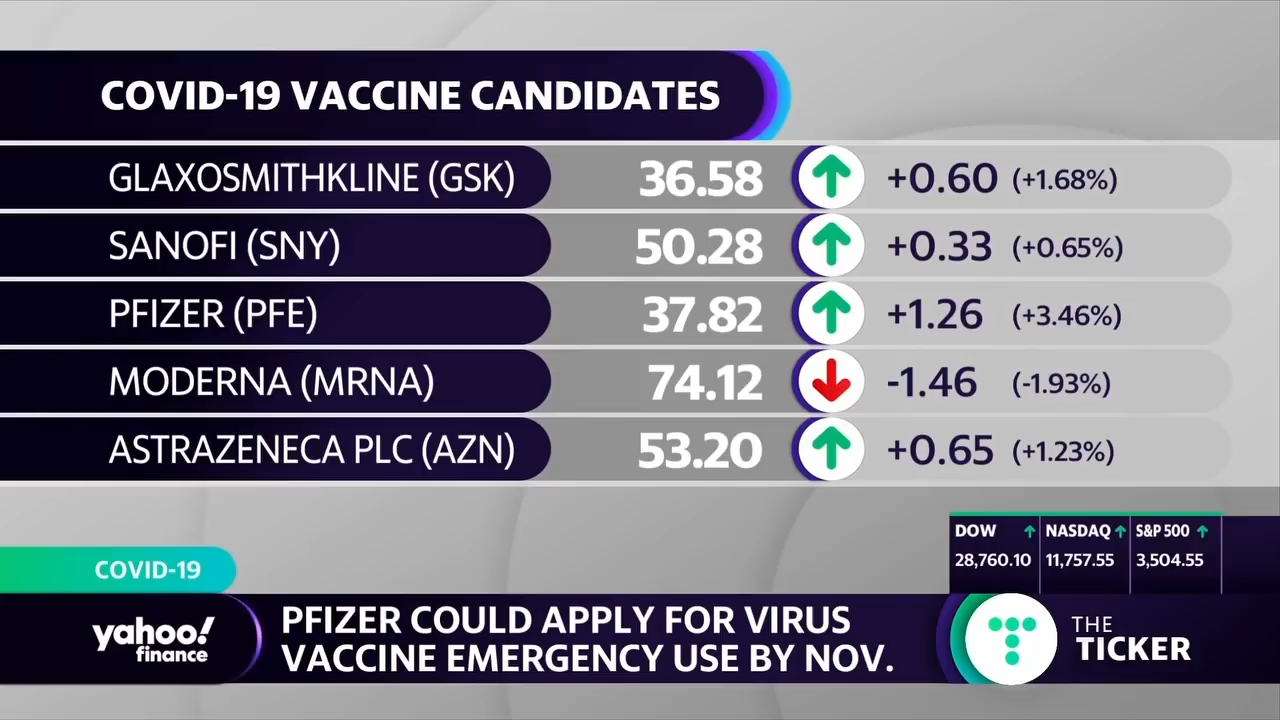 COVID-19 VACCINE CANDIDATES
GLAXOSMITHKLINE (GSK) 36.58 +0.60 (+1.68%)
SANOFI (SNY) 50.28 +0.33 (+0.65%)
PFIZER (PFE) 37.82 +1.26 (+3.46%)
MODERNA (MRNA) 74.12 -1.46 (-1.93%)
ASTRAZENECA PLC (AZN) 53.20 +0.65 (+1.23%)
DOW NASDAQ S&P 500
28,760.10 11,757.55 3,504.55
COVID-19
yahoo!
finance
PFIZER COULD APPLY FOR VIRUS
VACCINE EMERGENCY USE BY NOV.
THE
TICKER